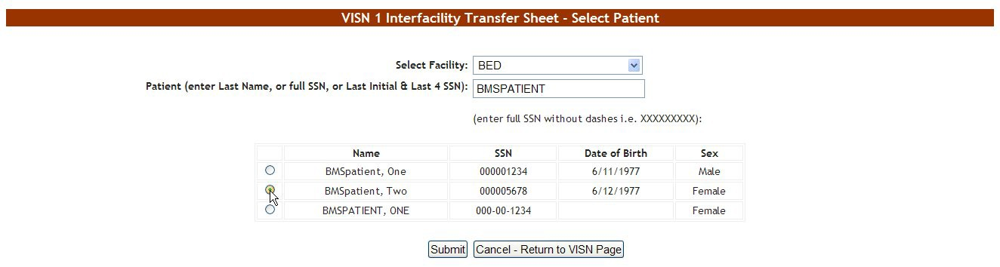 VISN 1 Interfacility Transfer Sheet - Select Patient
Select Facility: BED
Patient (enter Last Name, or full SSN, or Last Initial & Last 4 SSN): BMSPATIENT
(enter full SSN without dashes i.e. XXXXXXXXX):
Name SSN Date of Birth Sex
BMSpatient, One 000001234 6/11/1977 Male
BMSpatient, Two 000005678 6/12/1977 Female
BMSPATIENT, ONE 000-00-1234 Female
Submit Cancel - Return to VISN Page